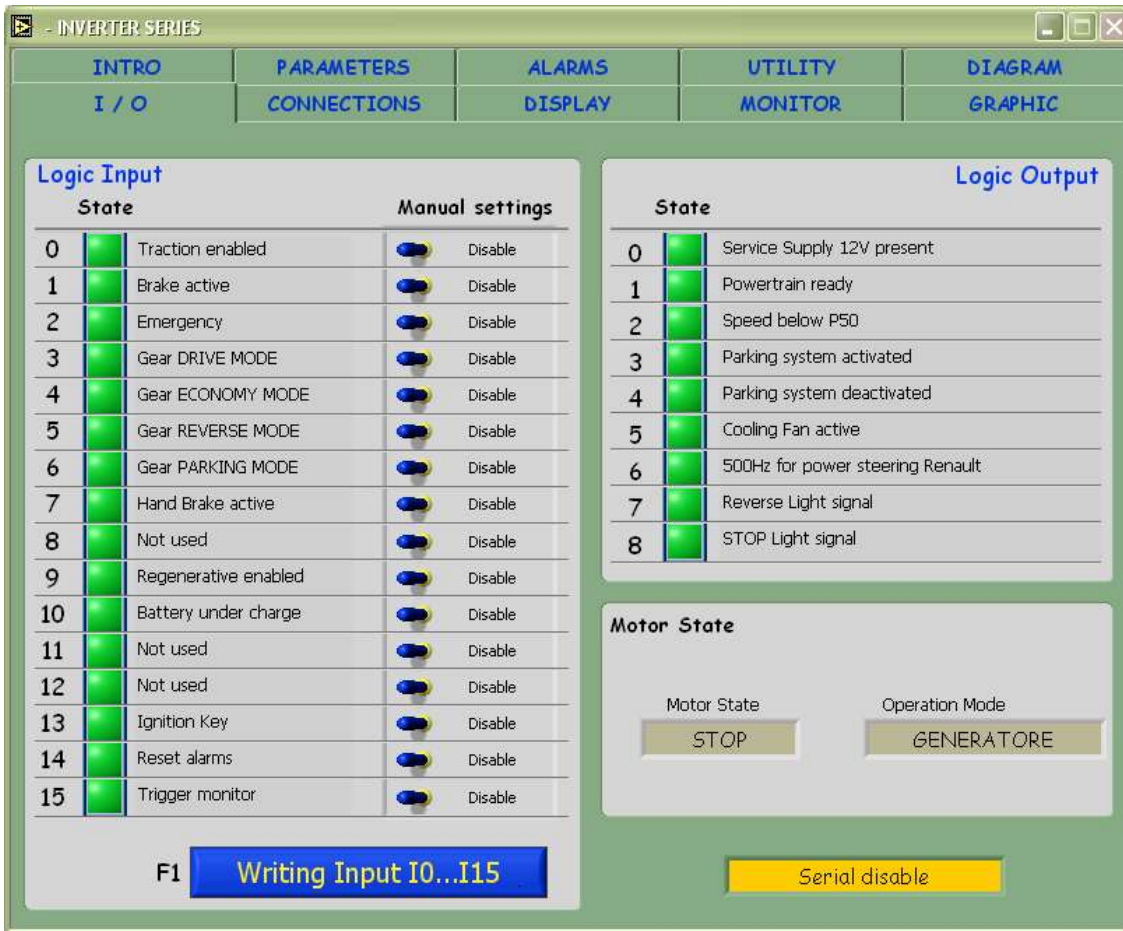 - INVERTER SERIES
INTRO PARAMETERS ALARMS UTILITY DIAGRAM
I / O CONNECTIONS DISPLAY MONITOR GRAPHIC
Logic Input
State Manual settings
0 Traction enabled Disable
1 Brake active Disable
2 Emergency Disable
3 Gear DRIVE MODE Disable
4 Gear ECONOMY MODE Disable
5 Gear REVERSE MODE Disable
6 Gear PARKING MODE Disable
7 Hand Brake active Disable
8 Not used Disable
9 Regenerative enabled Disable
10 Battery under charge Disable
11 Not used Disable
12 Not used Disable
13 Ignition Key Disable
14 Reset alarms Disable
15 Trigger monitor Disable
F1 Writing Input I0...I15
Logic Output
State
0 Service Supply 12V present
1 Powertrain ready
2 Speed below P50
3 Parking system activated
4 Parking system deactivated
5 Cooling Fan active
6 500Hz for power steering Renault
7 Reverse Light signal
8 STOP Light signal
Motor State
Motor State Operation Mode
STOP GENERATORE
Serial disable